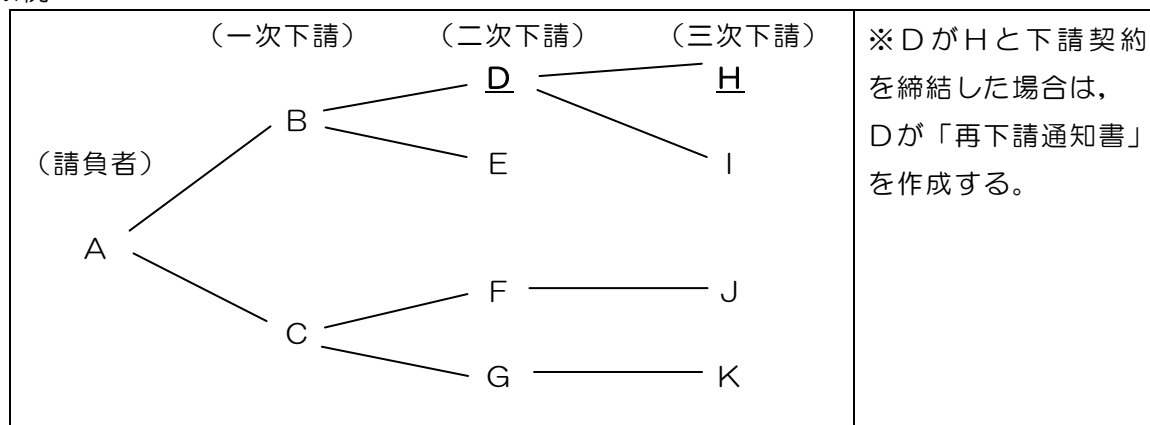 （一次下請） （二次下請） （三次下請）
D H
B
（請負者） E I
A
F J
C
G K
※DがHと下請契約
を締結した場合は，
Dが「再下請通知書」
を作成する。